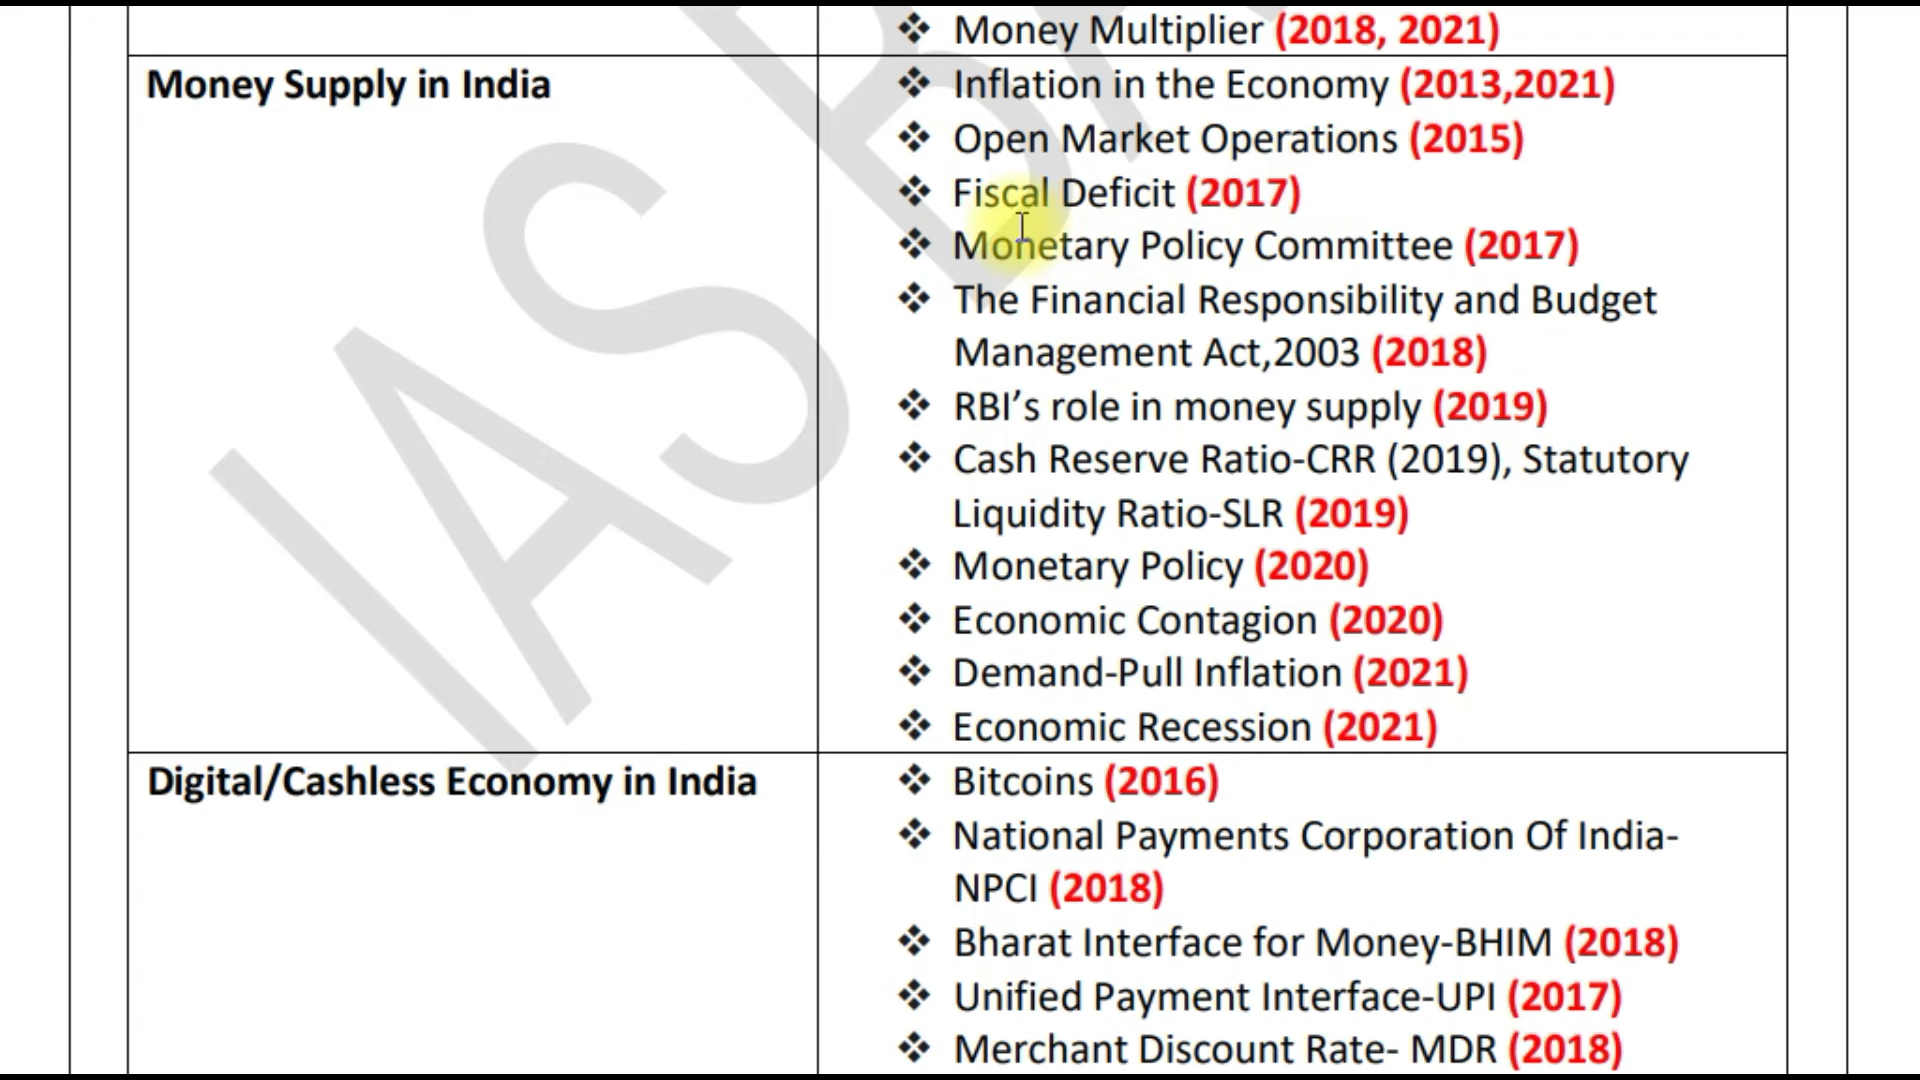 Money Multiplier (2018, 2021)
Money Supply in India
Inflation in the Economy (2013,2021)
Open Market Operations (2015)
Fiscal Deficit (2017)
Monetary Policy Committee (2017)
The Financial Responsibility and Budget
Management Act,2003 (2018)
RBI’s role in money supply (2019)
Cash Reserve Ratio-CRR (2019), Statutory
Liquidity Ratio-SLR (2019)
Monetary Policy (2020)
Economic Contagion (2020)
Demand-Pull Inflation (2021)
Economic Recession (2021)
Digital/Cashless Economy in India
Bitcoins (2016)
National Payments Corporation Of India-
NPCI (2018)
Bharat Interface for Money-BHIM (2018)
Unified Payment Interface-UPI (2017)
Merchant Discount Rate- MDR (2018)
IAS